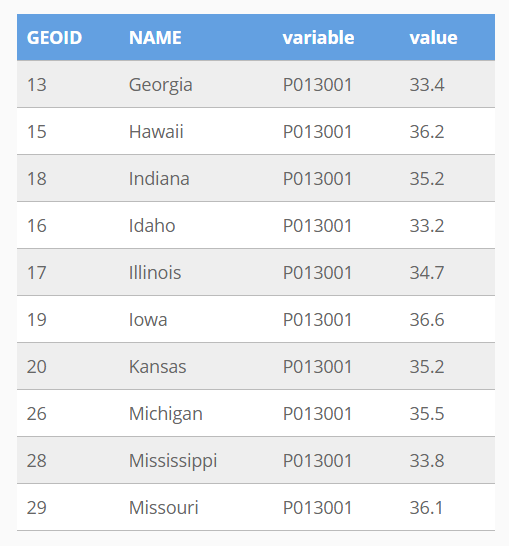 GEOID NAME variable value
13 Georgia P013001 33.4
15 Hawaii P013001 36.2
18 Indiana P013001 35.2
16 Idaho P013001 33.2
17 Illinois P013001 34.7
19 Iowa P013001 36.6
20 Kansas P013001 35.2
26 Michigan P013001 35.5
28 Mississippi P013001 33.8
29 Missouri P013001 36.1